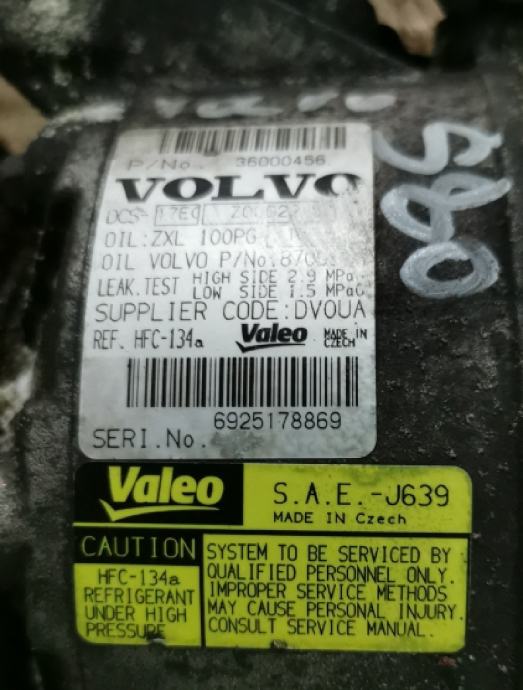 P/No. 36000456
VOLVO
DCS-
OIL:ZXL 100PG
OIL VOLVO P/No.
LEAK.TEST HIGH SIDE 2.9 MPa
LOW SIDE 1.5 MPaG
SUPPLIER CODE:DVOUA
REF. HFC-134a Valeo MADE IN CZECH
6925178869
SERI.No.
Valeo S.A.E.-J639
MADE IN Czech
CAUTION
HFC-134a
REFRIGERANT
UNDER HIGH
PRESSURE
SYSTEM TO BE SERVICED BY
QUALIFIED PERSONNEL ONLY.
IMPROPER SERVICE METHODS
MAY CAUSE PERSONAL INJURY.
CONSULT SERVICE MANUAL.